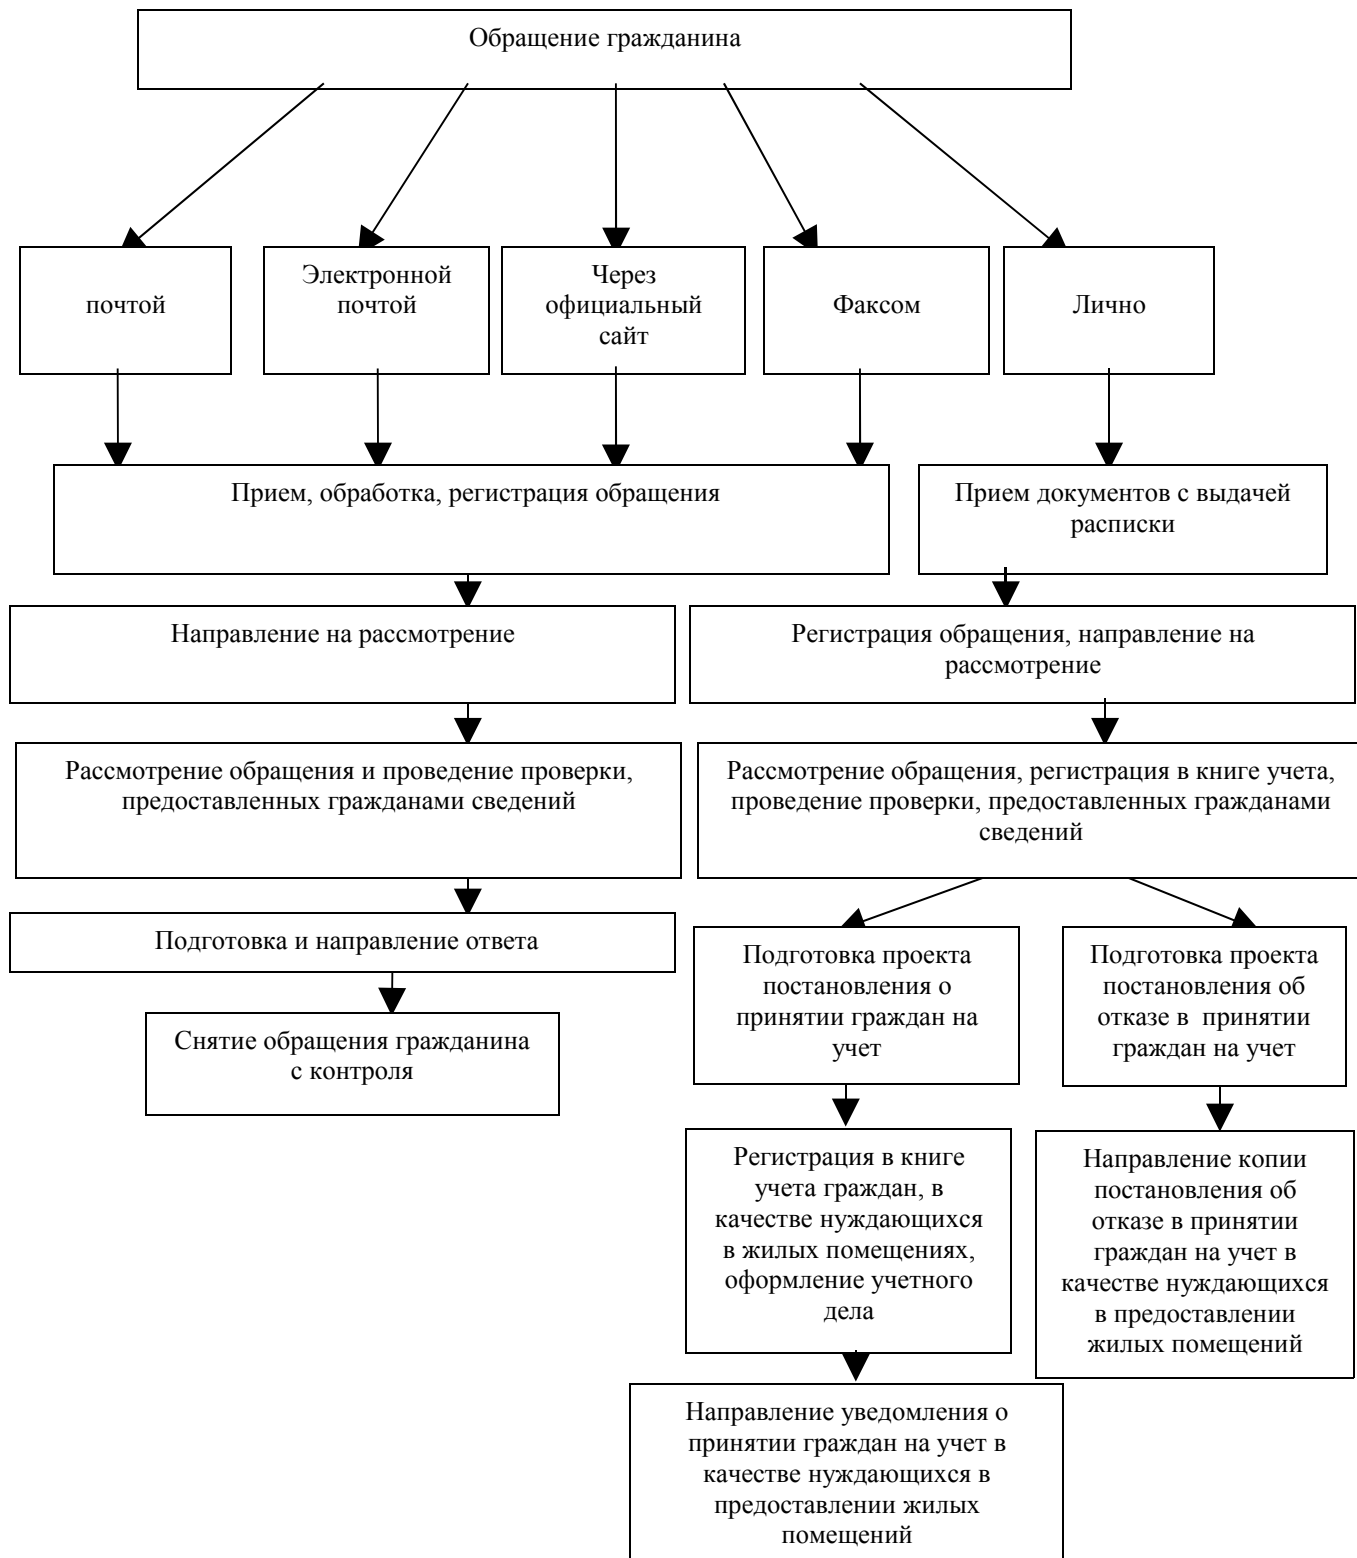 Обращение гражданина
почтой
Электронной
почтой
Через
официальный
сайт
Факсом
Лично
Прием, обработка, регистрация обращения
Прием документов с выдачей
расписки
Направление на рассмотрение
Регистрация обращения, направление на
рассмотрение
Рассмотрение обращения и проведение проверки,
предоставленных гражданами сведений
Рассмотрение обращения, регистрация в книге учета,
проведение проверки, предоставленных гражданами
сведений
Подготовка и направление ответа
Снятие обращения гражданина
с контроля
Подготовка проекта
постановления о
принятии граждан на
учет
Подготовка проекта
постановления об
отказе в  принятии
граждан на учет
Регистрация в книге
учета граждан, в
качестве нуждающихся
в жилых помещениях,
оформление учетного
дела
Направление копии
постановления об
отказе в принятии
граждан на учет в
качестве нуждающихся
в предоставлении
жилых помещений
Направление уведомления о
принятии граждан на учет в
качестве нуждающихся в
предоставлении жилых
помещений